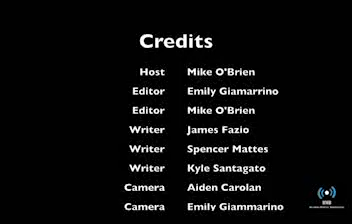 Credits
Host Mike O'Brien
Editor Emily Giamarrino
Editor Mike O'Brien
Writer James Fazio
Writer Spencer Mattes
Writer Kyle Santagato
Camera Aiden Carolan
Camera Emily Giammarino